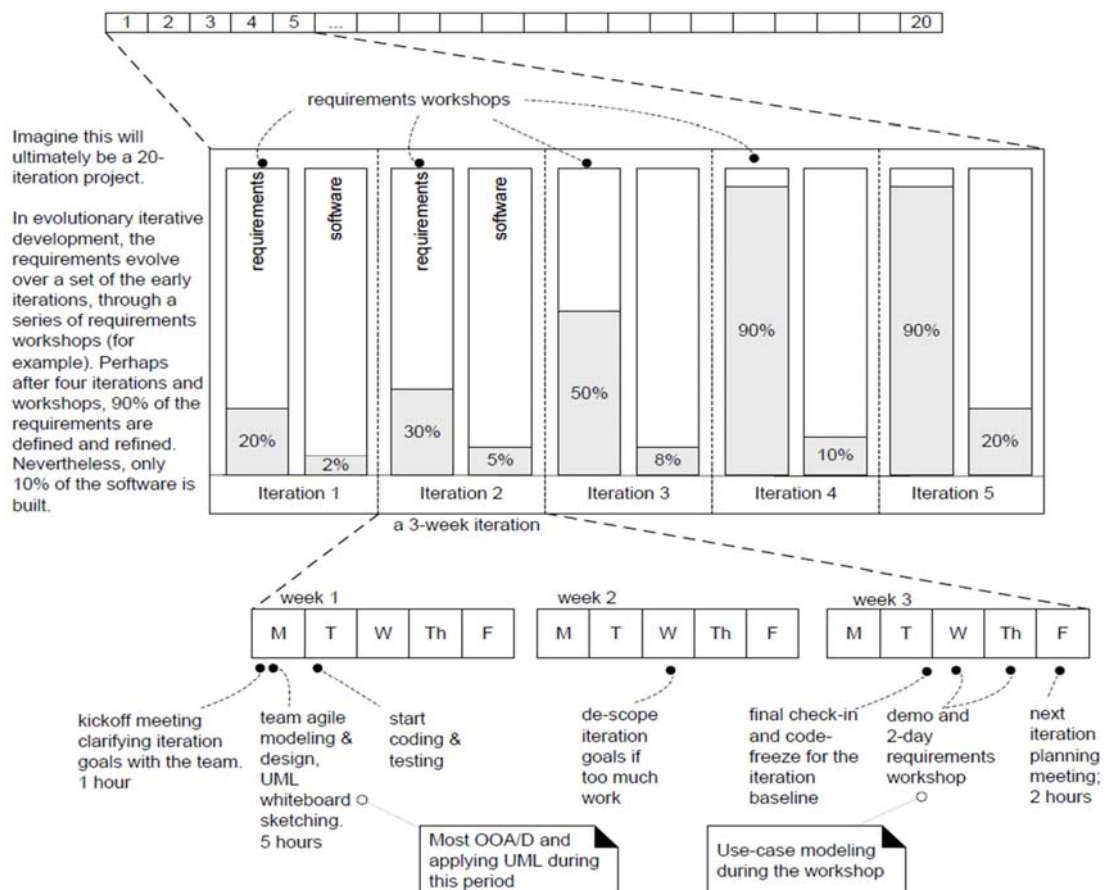 1 2 3 4 5 ... 20
requirements workshops
Imagine this will
ultimately be a 20-
iteration project.
In evolutionary iterative
development, the
requirements evolve
over a set of the early
iterations, through a
series of requirements
workshops (for
example). Perhaps
after four iterations and
workshops, 90% of the
requirements are
defined and refined.
Nevertheless, only
10% of the software is
built.
requirements
software
requirements
software
20%
2%
30%
5%
50%
8%
90%
10%
90%
20%
Iteration 1
Iteration 2
Iteration 3
Iteration 4
Iteration 5
a 3-week iteration
week 1
M T W Th F
week 2
M T W Th F
week 3
M T W Th F
kickoff meeting
clarifying iteration
goals with the team.
1 hour
team agile
modeling &
design,
UML
whiteboard
sketching.
5 hours
start
coding &
testing
de-scope
iteration
goals if
too much
work
final check-in
and code-
freeze for the
iteration
baseline
demo and
2-day
requirements
workshop
next
iteration
planning
meeting;
2 hours
Most OOA/D and
applying UML during
this period
Use-case modeling
during the workshop